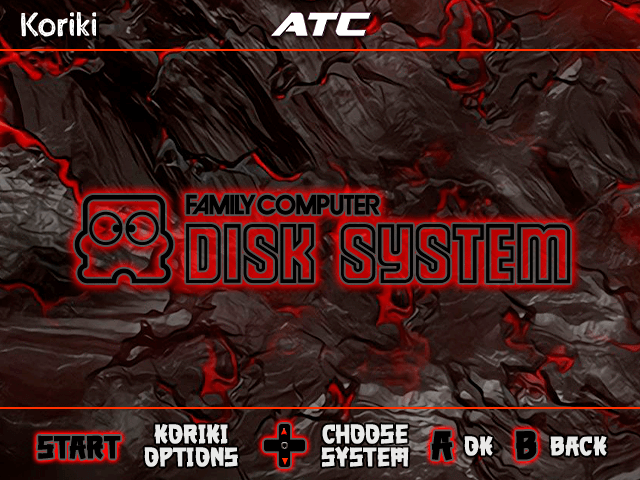 Koriki
ATC
FAMILY COMPUTER
DISK SYSTEM
START KORIKI OPTIONS CHOOSE SYSTEM A OK B BACK